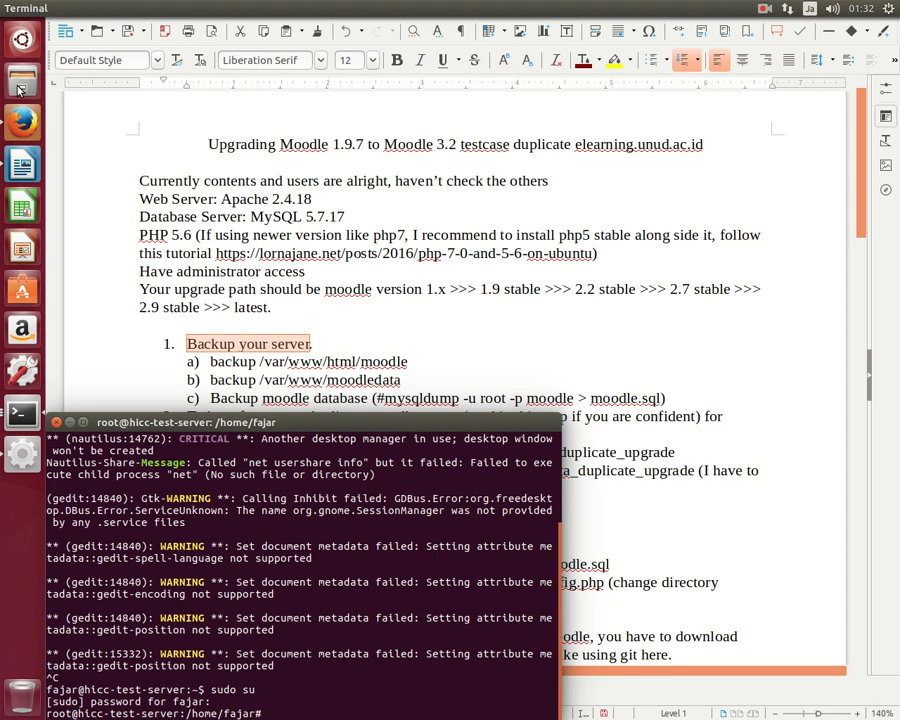 Terminal
Ja
01:32
Default Style
Liberation Serif
12
Upgrading Moodle 1.9.7 to Moodle 3.2 testcase duplicate elearning.unud.ac.id
Currently contents and users are alright, haven't check the others
Web Server: Apache 2.4.18
Database Server: MySQL 5.7.17
PHP 5.6 (If using newer version like php7, I recommend to install php5 stable along side it, follow
this tutorial https://lornajane.net/posts/2016/php-7-0-and-5-6-on-ubuntu)
Have administrator access
Your upgrade path should be moodle version 1.x >>> 1.9 stable >>> 2.2 stable >>> 2.7 stable >>>
2.9 stable >>> latest.
1. Backup your server.
a) backup /var/www/html/moodle
b) backup /var/www/moodledata
c) Backup moodle database (#mysqldump -u root -p moodle > moodle.sql)
p if you are confident) for
duplicate_upgrade
ta_duplicate_upgrade (I have to
odle.sql
fig.php (change directory
odle, you have to download
ke using git here.
root@hicc-test-server: /home/fajar
** (nautilus:14762): CRITICAL **: Another desktop manager in use; desktop window
won't be created
Nautilus-Share-Message: Called "net usershare info" but it failed: Failed to exe
cute child process "net" (No such file or directory)
(gedit:14840): Gtk-WARNING **: Calling Inhibit failed: GDBus.Error:org.freedeskt
op.DBus.Error.ServiceUnknown: The name org.gnome.SessionManager was not provided
by any .service files
** (gedit:14840): WARNING **: Set document metadata failed: Setting attribute me
tadata::gedit-spell-language not supported
** (gedit:14840): WARNING **: Set document metadata failed: Setting attribute me
tadata::gedit-encoding not supported
** (gedit:14840): WARNING **: Set document metadata failed: Setting attribute me
tadata::gedit-position not supported
** (gedit:15332): WARNING **: Set document metadata failed: Setting attribute me
tadata::gedit-position not supported
^C
fajar@hicc-test-server:~$ sudo su
[sudo] password for fajar:
root@hicc-test-server:/home/fajar#
Level 1
140%